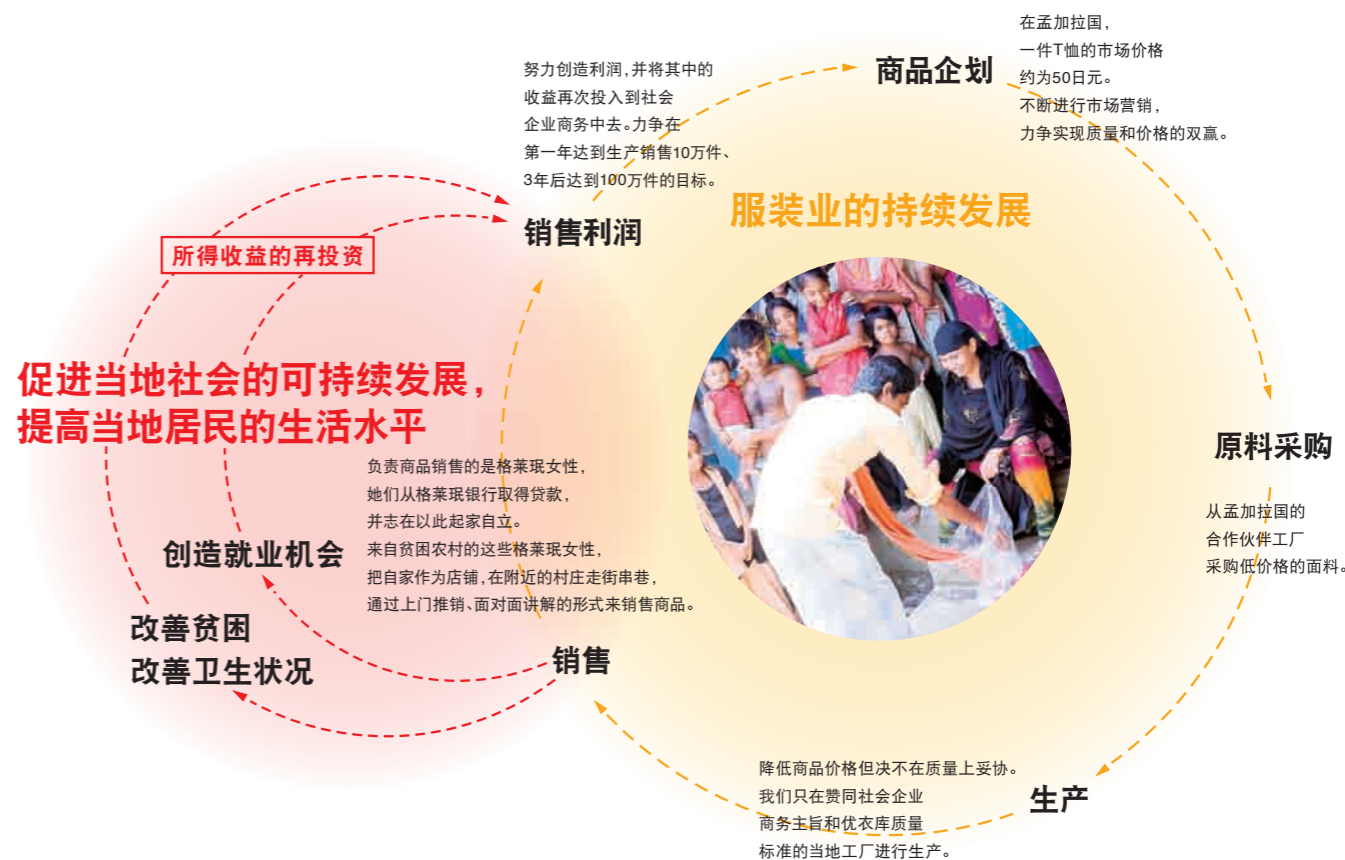 在孟加拉国，
一件T恤的市场价格
约为50日元。
不断进行市场营销，
力争实现质量和价格的双赢。
商品企划
努力创造利润，并将其中的
收益再次投入到社会
企业商务中去。力争在
第一年达到生产销售10万件、
3年后达到100万件的目标。
销售利润
服装业的持续发展
所得收益的再投资
促进当地社会的可持续发展，
提高当地居民的生活水平
原料采购
从孟加拉国的
合作伙伴工厂
采购低价格的面料。
负责商品销售的是格莱珉女性，
她们从格莱珉银行取得贷款，
并志在以此起家自立。
来自贫困农村的这些格莱珉女性，
把自家作为店铺，在附近的村庄走街串巷，
通过上门推销、面对面讲解的形式来销售商品。
创造就业机会
改善贫困
改善卫生状况
销售
降低商品价格但决不在质量上妥协。
我们只在赞同社会企业
商务主旨和优衣库质量
标准的当地工厂进行生产。
生产